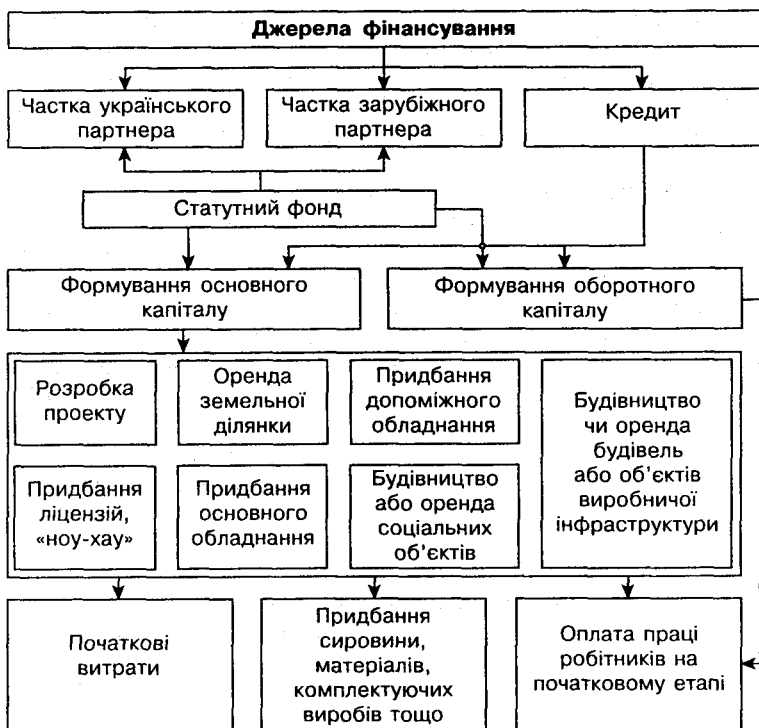 Джерела фінансування
Частка українського
партнера
Частка зарубіжного
партнера
Кредит
Статутний фонд
Формування основного
капіталу
Формування оборотного
капіталу
Розробка
проекту
Оренда
земельної
ділянки
Придбання
допоміжного
обладнання
Будівництво
чи оренда
будівель
або об’єктів
виробничої
інфраструктури
Придбання
ліцензій,
«ноу-хау»
Придбання
основного
обладнання
Будівництво
або оренда
соціальних
об’єктів
Початкові
витрати
Придбання
сировини,
матеріалів,
комплектуючих
виробів тощо
Оплата праці
робітників на
початковому етапі